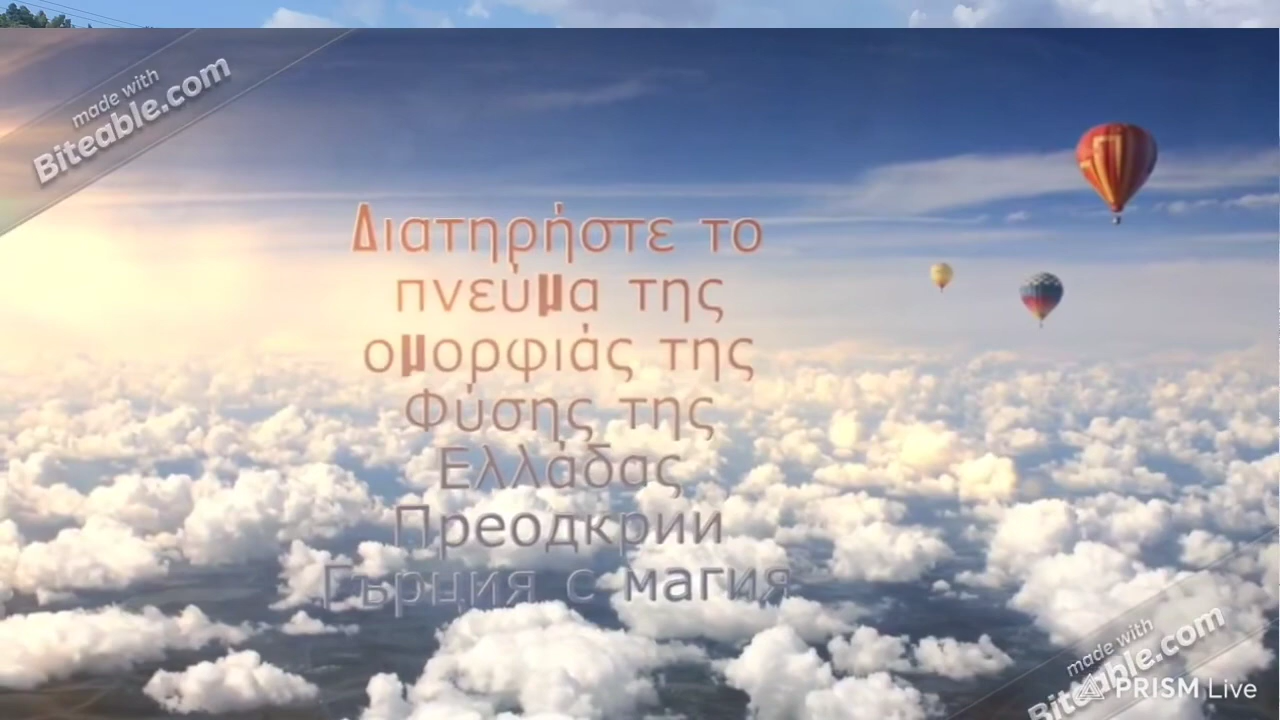 made with
Biteable.com
Διατηρήστε το
πνεύμα της
ομορφιάς της
Φύσης της
Ελλάδας
Преодкрии
Гърция с магия
made with
Biteable.com
PRISM Live